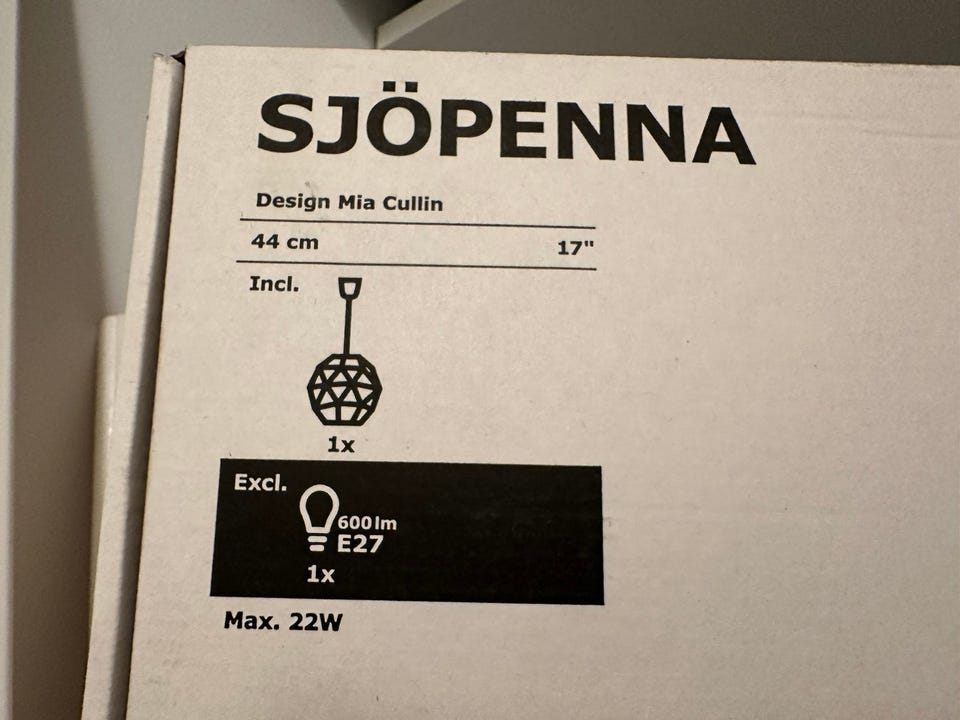 SJÖPENNA
Design Mia Cullin
44 cm 17"
Incl.
1x
Excl.
600lm
E27
1x
Max. 22W